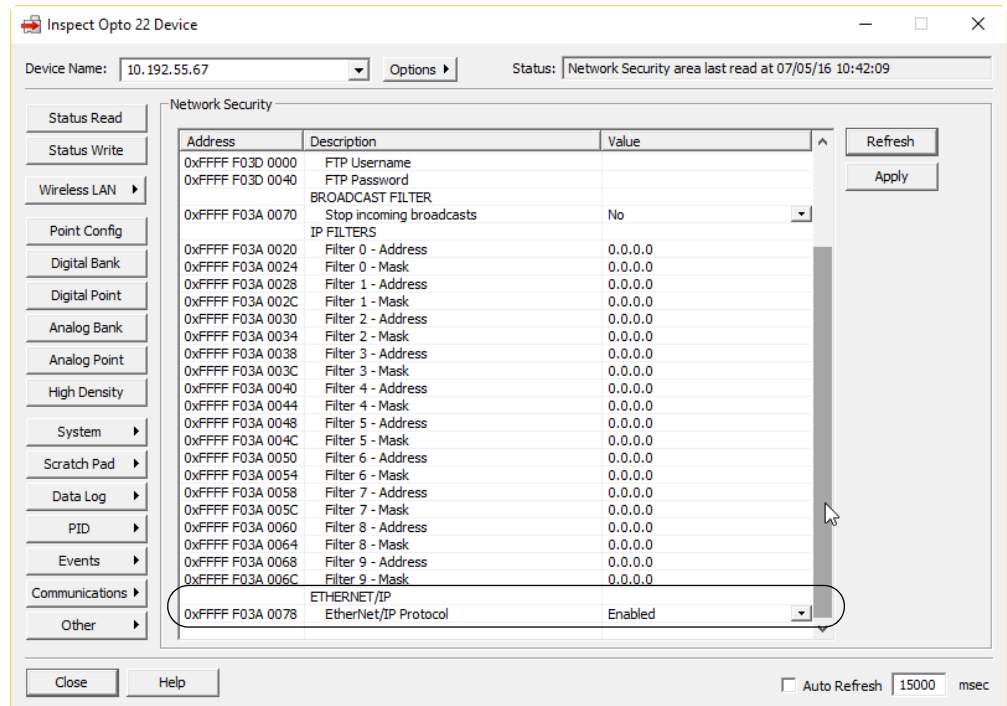 Inspect Opto 22 Device
Device Name: 10.192.55.67 Options Status: Network Security area last read at 07/05/16 10:42:09
Status Read
Status Write
Wireless LAN
Point Config
Digital Bank
Digital Point
Analog Bank
Analog Point
High Density
System
Scratch Pad
Data Log
PID
Events
Communications
Other
Network Security
Address Description Value
0xFFFF F03D 0000 FTP Username
0xFFFF F03D 0040 FTP Password
BROADCAST FILTER
0xFFFF F03A 0070 Stop incoming broadcasts No
IP FILTERS
0xFFFF F03A 0020 Filter 0 - Address 0.0.0.0
0xFFFF F03A 0024 Filter 0 - Mask 0.0.0.0
0xFFFF F03A 0028 Filter 1 - Address 0.0.0.0
0xFFFF F03A 002C Filter 1 - Mask 0.0.0.0
0xFFFF F03A 0030 Filter 2 - Address 0.0.0.0
0xFFFF F03A 0034 Filter 2 - Mask 0.0.0.0
0xFFFF F03A 0038 Filter 3 - Address 0.0.0.0
0xFFFF F03A 003C Filter 3 - Mask 0.0.0.0
0xFFFF F03A 0040 Filter 4 - Address 0.0.0.0
0xFFFF F03A 0044 Filter 4 - Mask 0.0.0.0
0xFFFF F03A 0048 Filter 5 - Address 0.0.0.0
0xFFFF F03A 004C Filter 5 - Mask 0.0.0.0
0xFFFF F03A 0050 Filter 6 - Address 0.0.0.0
0xFFFF F03A 0054 Filter 6 - Mask 0.0.0.0
0xFFFF F03A 0058 Filter 7 - Address 0.0.0.0
0xFFFF F03A 005C Filter 7 - Mask 0.0.0.0
0xFFFF F03A 0060 Filter 8 - Address 0.0.0.0
0xFFFF F03A 0064 Filter 8 - Mask 0.0.0.0
0xFFFF F03A 0068 Filter 9 - Address 0.0.0.0
0xFFFF F03A 006C Filter 9 - Mask 0.0.0.0
ETHERNET/IP
0xFFFF F03A 0078 EtherNet/IP Protocol Enabled
Refresh
Apply
Close Help Auto Refresh 15000 msec